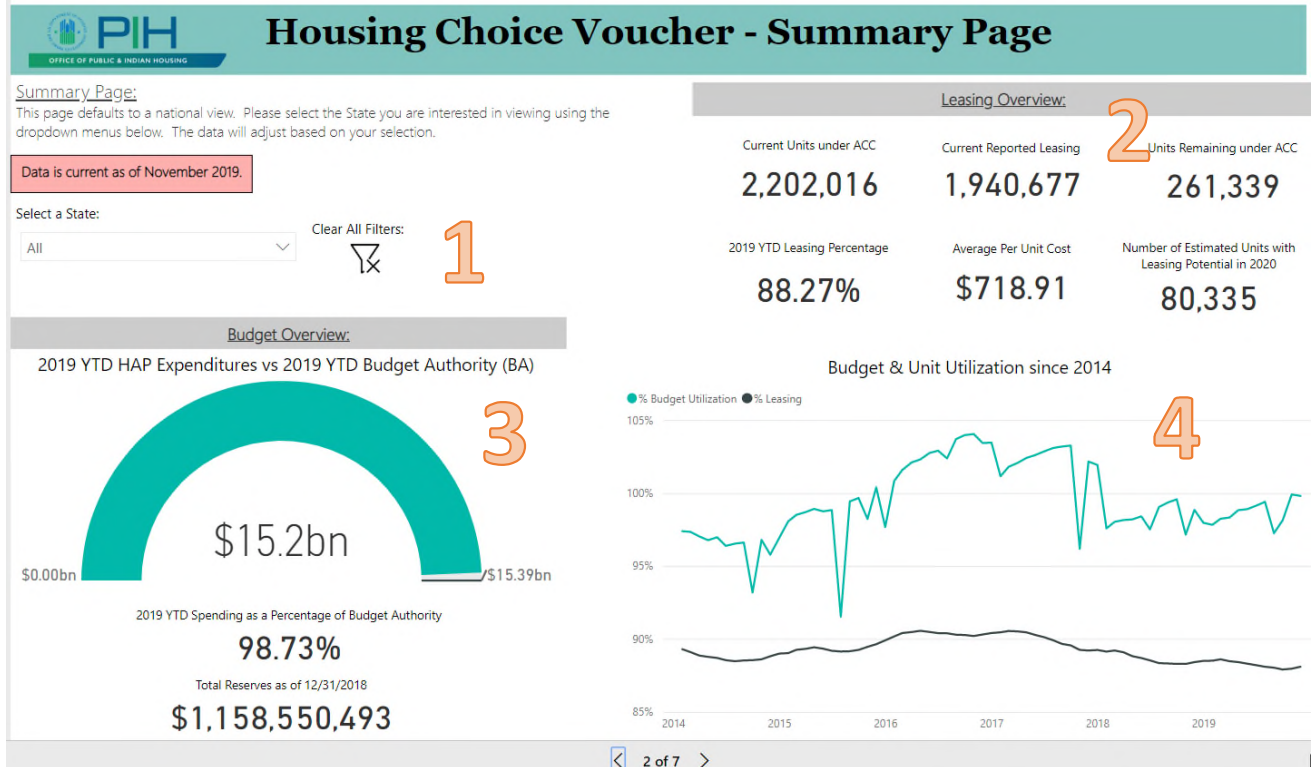 PIH
OFFICE OF PUBLIC & INDIAN HOUSING
Housing Choice Voucher - Summary Page
Summary Page:
This page defaults to a national view. Please select the State you are interested in viewing using the
dropdown menus below. The data will adjust based on your selection.
Data is current as of November 2019.
Select a State:
All
Clear All Filters:
1
Leasing Overview:
2
Current Units under ACC
2,202,016
Current Reported Leasing
1,940,677
Units Remaining under ACC
261,339
2019 YTD Leasing Percentage
88.27%
Average Per Unit Cost
$718.91
Number of Estimated Units with
Leasing Potential in 2020
80,335
Budget Overview:
2019 YTD HAP Expenditures vs 2019 YTD Budget Authority (BA)
3
$15.2bn
$0.00bn
$15.39bn
2019 YTD Spending as a Percentage of Budget Authority
98.73%
Total Reserves as of 12/31/2018
$1,158,550,493
Budget & Unit Utilization since 2014
% Budget Utilization % Leasing
4
105%
100%
95%
90%
85%
2014 2015 2016 2017 2018 2019
2 of 7